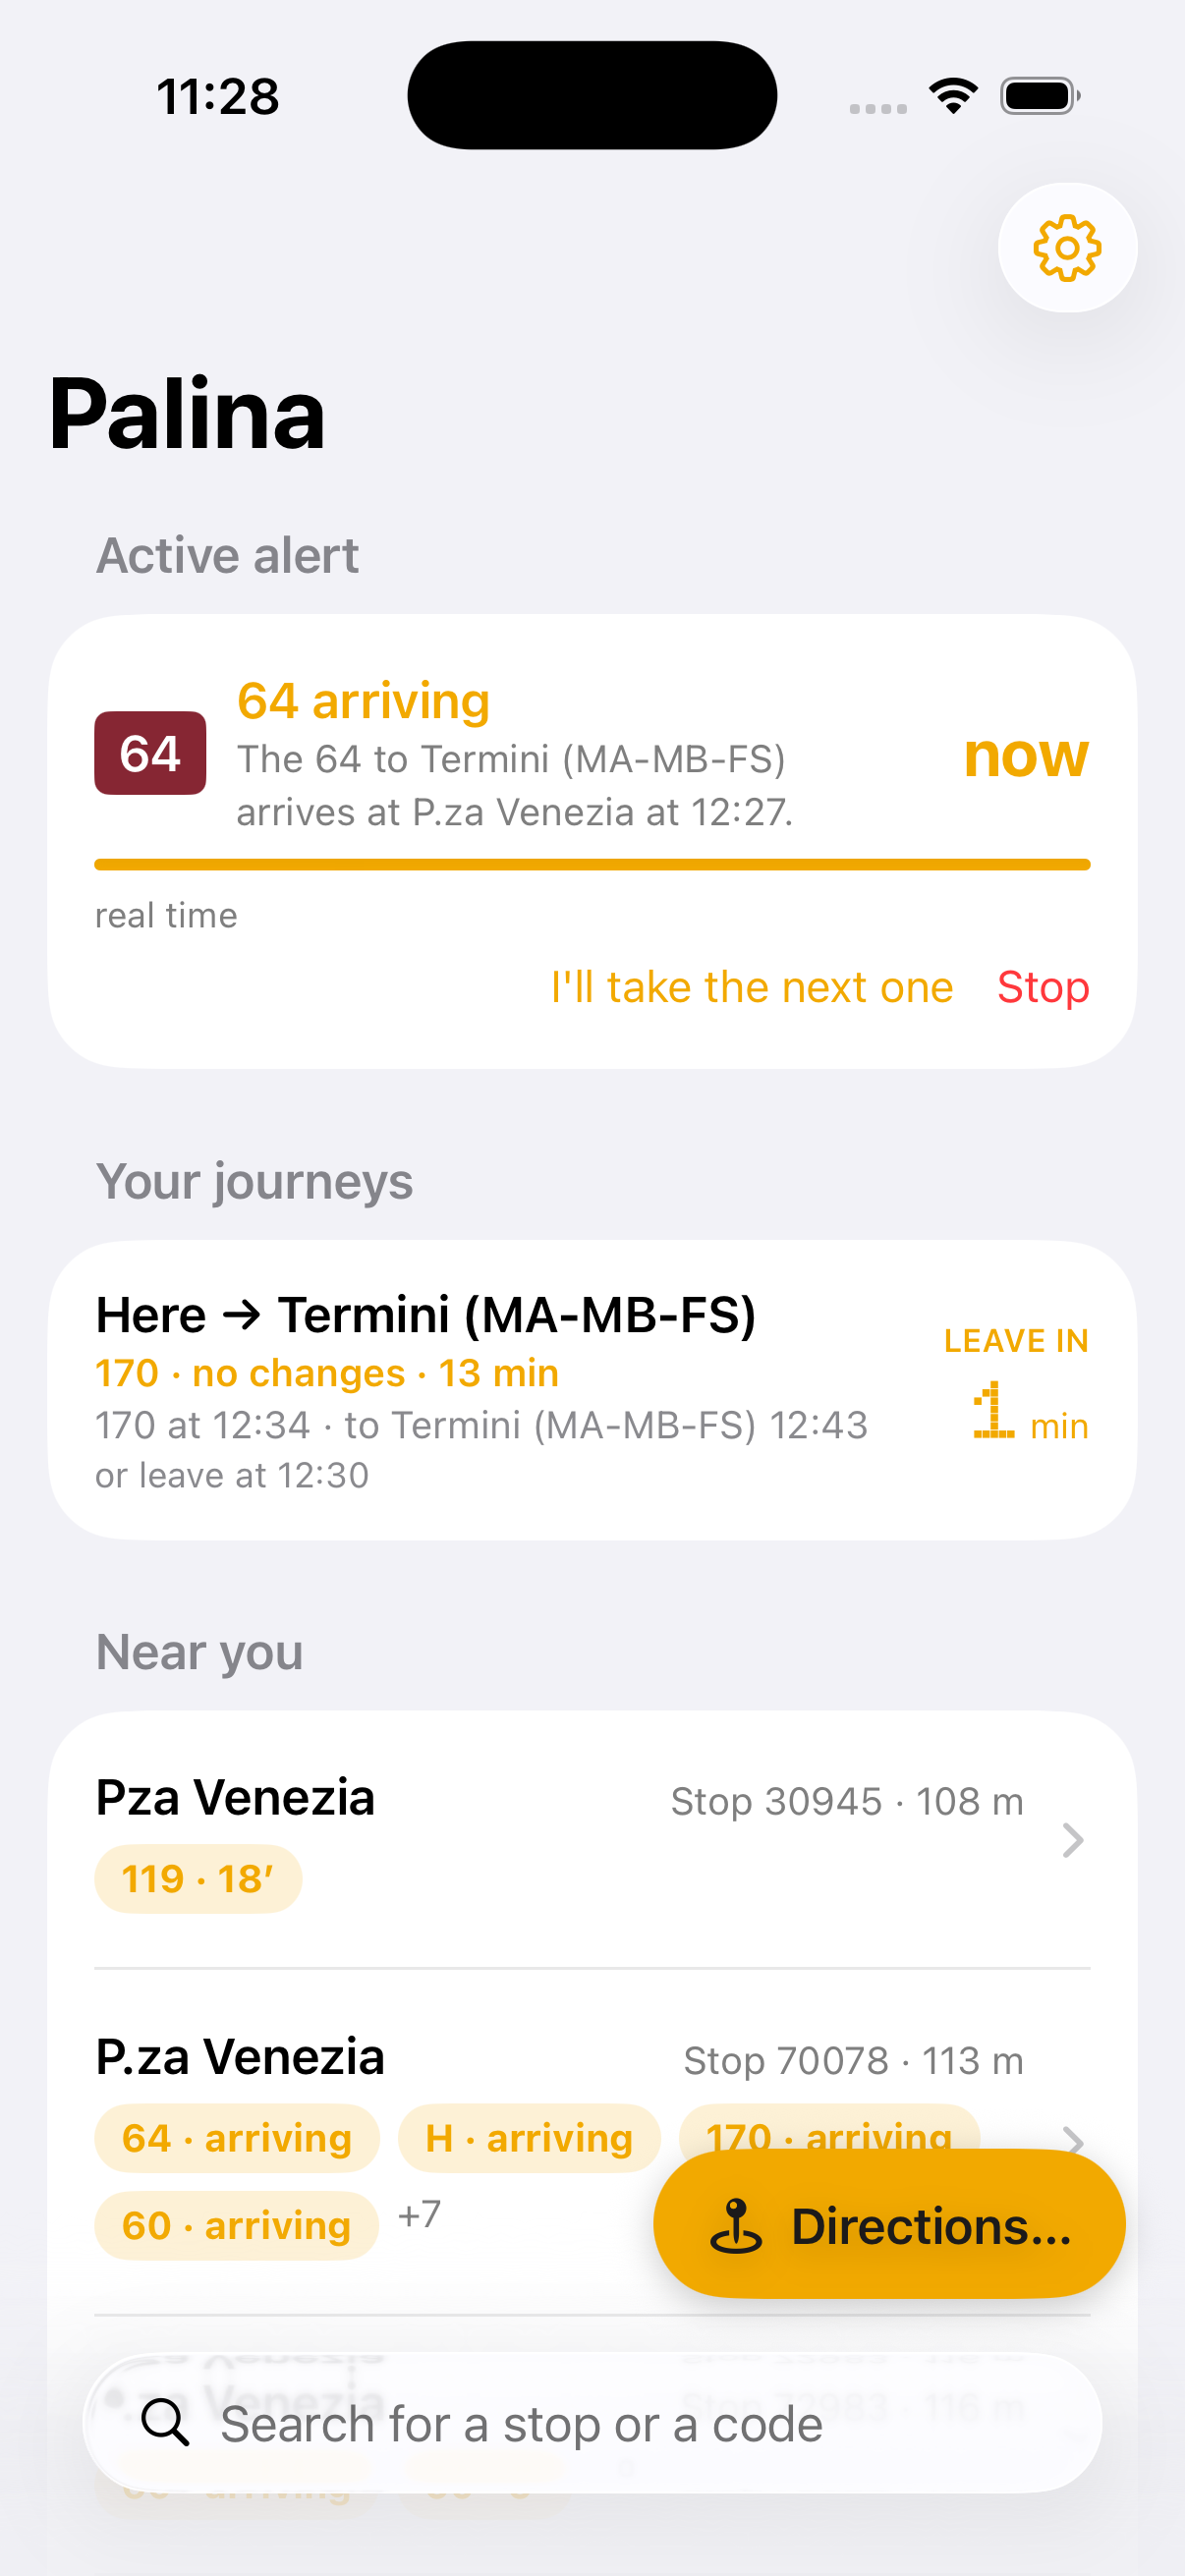 11:28
Palina
Active alert
64
64 arriving
The 64 to Termini (MA-MB-FS)
arrives at P.za Venezia at 12:27.
now
real time
I'll take the next one
Stop
Your journeys
Here → Termini (MA-MB-FS)
170 · no changes · 13 min
170 at 12:34 · to Termini (MA-MB-FS) 12:43
or leave at 12:30
LEAVE IN
1 min
Near you
Pza Venezia
Stop 30945 · 108 m
119 · 18’
P.za Venezia
Stop 70078 · 113 m
64 · arriving
H · arriving
170 · arriving
60 · arriving
+7
Directions...
Search for a stop or a code